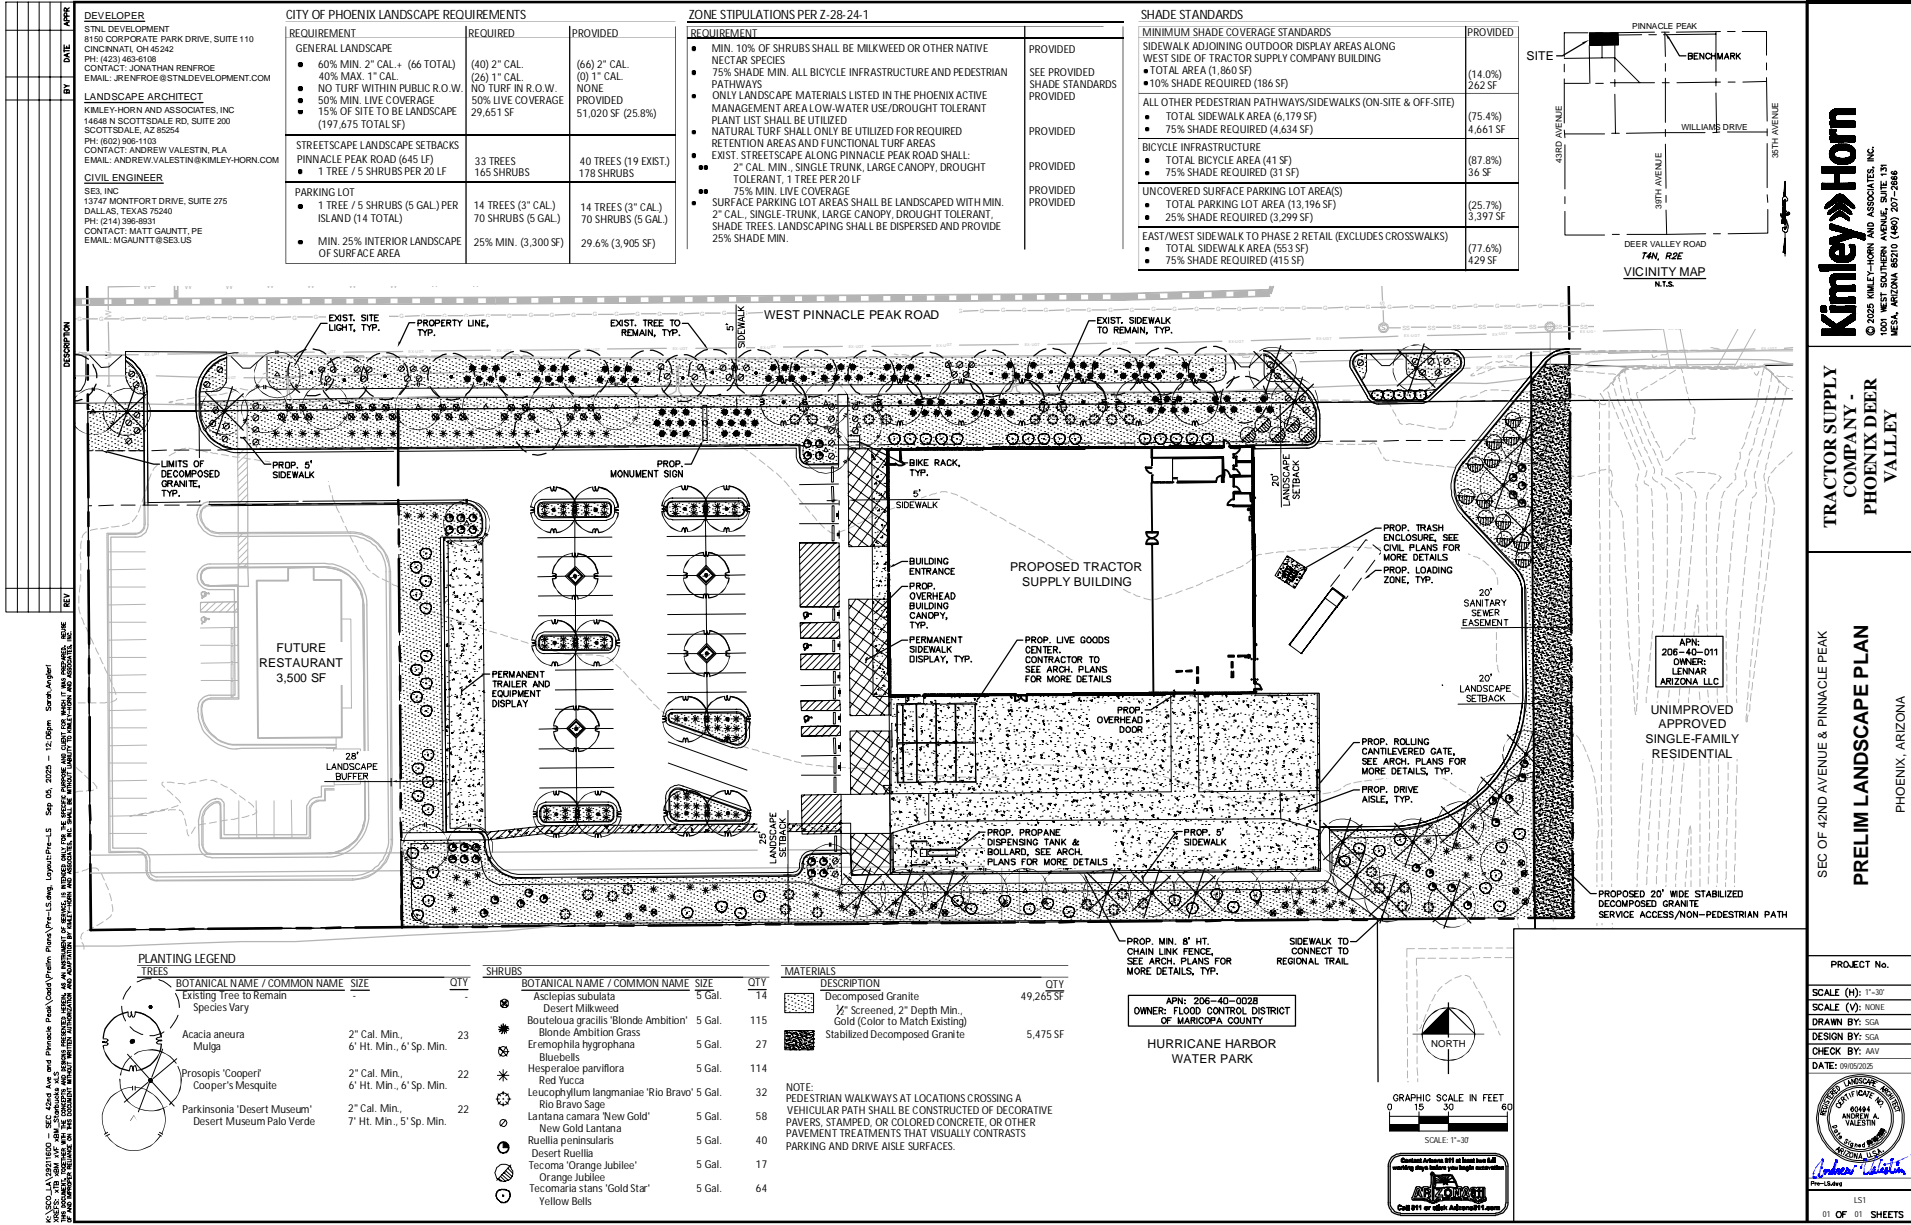 DEVELOPER
STNL DEVELOPMENT
8150 CORPORATE PARK DRIVE, SUITE 110
CINCINNATI, OH 45242
PH: (423) 463-6108
CONTACT: JONATHAN RENFROE
EMAIL: JRENFROE@STNLDEVELOPMENT.COM
LANDSCAPE ARCHITECT
KIMLEY-HORN AND ASSOCIATES, INC
14648 N SCOTTSDALE RD, SUITE 200
SCOTTSDALE, AZ 85254
PH: (602) 906-1103
CONTACT: ANDREW VALESTIN, PLA
EMAIL: ANDREW.VALESTIN@KIMLEY-HORN.COM
CIVIL ENGINEER
SE3, INC
13747 MONTFORT DRIVE, SUITE 275
DALLAS, TEXAS 75240
PH: (214) 396-8931
CONTACT: MATT GAUNTT, PE
EMAIL: MGAUNTT@SE3.US
CITY OF PHOENIX LANDSCAPE REQUIREMENTS
REQUIREMENT REQUIRED PROVIDED
GENERAL LANDSCAPE
• 60% MIN. 2" CAL.+ (66 TOTAL) (40) 2" CAL. (66) 2" CAL.
40% MAX. 1" CAL. (26) 1" CAL. (0) 1" CAL.
• NO TURF WITHIN PUBLIC R.O.W. NO TURF IN R.O.W. NONE
• 50% MIN. LIVE COVERAGE 50% LIVE COVERAGE PROVIDED
• 15% OF SITE TO BE LANDSCAPE 29,651 SF 51,020 SF (25.8%)
(197,675 TOTAL SF)
STREETSCAPE LANDSCAPE SETBACKS
PINNACLE PEAK ROAD (645 LF) 33 TREES 40 TREES (19 EXIST.)
• 1 TREE / 5 SHRUBS PER 20 LF 165 SHRUBS 178 SHRUBS
PARKING LOT
• 1 TREE / 5 SHRUBS (5 GAL.) PER 14 TREES (3" CAL.) 14 TREES (3" CAL.)
ISLAND (14 TOTAL) 70 SHRUBS (5 GAL.) 70 SHRUBS (5 GAL.)
• MIN. 25% INTERIOR LANDSCAPE 25% MIN. (3,300 SF) 29.6% (3,905 SF)
OF SURFACE AREA
ZONE STIPULATIONS PER Z-28-24-1
REQUIREMENT
• MIN. 10% OF SHRUBS SHALL BE MILKWEED OR OTHER NATIVE PROVIDED
NECTAR SPECIES
• 75% SHADE MIN. ALL BICYCLE INFRASTRUCTURE AND PEDESTRIAN SEE PROVIDED
PATHWAYS SHADE STANDARDS
• ONLY LANDSCAPE MATERIALS LISTED IN THE PHOENIX ACTIVE PROVIDED
MANAGEMENT AREA LOW-WATER USE/DROUGHT TOLERANT
PLANT LIST SHALL BE UTILIZED
• NATURAL TURF SHALL ONLY BE UTILIZED FOR REQUIRED PROVIDED
RETENTION AREAS AND FUNCTIONAL TURF AREAS
• EXIST. STREETSCAPE ALONG PINNACLE PEAK ROAD SHALL:
•• 2" CAL. MIN., SINGLE TRUNK, LARGE CANOPY, DROUGHT PROVIDED
TOLERANT, 1 TREE PER 20 LF
•• 75% MIN. LIVE COVERAGE PROVIDED
• SURFACE PARKING LOT AREAS SHALL BE LANDSCAPED WITH MIN. PROVIDED
2" CAL., SINGLE-TRUNK, LARGE CANOPY, DROUGHT TOLERANT,
SHADE TREES. LANDSCAPING SHALL BE DISPERSED AND PROVIDE
25% SHADE MIN.
SHADE STANDARDS
MINIMUM SHADE COVERAGE STANDARDS PROVIDED
SIDEWALK ADJOINING OUTDOOR DISPLAY AREAS ALONG
WEST SIDE OF TRACTOR SUPPLY COMPANY BUILDING
• TOTAL AREA (1,860 SF) (14.0%)
• 10% SHADE REQUIRED (186 SF) 262 SF
ALL OTHER PEDESTRIAN PATHWAYS/SIDEWALKS (ON-SITE & OFF-SITE)
• TOTAL SIDEWALK AREA (6,179 SF) (75.4%)
• 75% SHADE REQUIRED (4,634 SF) 4,661 SF
BICYCLE INFRASTRUCTURE
• TOTAL BICYCLE AREA (41 SF) (87.8%)
• 75% SHADE REQUIRED (31 SF) 36 SF
UNCOVERED SURFACE PARKING LOT AREA(S)
• TOTAL PARKING LOT AREA (13,196 SF) (25.7%)
• 25% SHADE REQUIRED (3,299 SF) 3,397 SF
EAST/WEST SIDEWALK TO PHASE 2 RETAIL (EXCLUDES CROSSWALKS)
• TOTAL SIDEWALK AREA (553 SF) (77.6%)
• 75% SHADE REQUIRED (415 SF) 429 SF
PINNACLE PEAK
SITE
BENCHMARK
WILLIAMS DRIVE
43RD AVENUE
39TH AVENUE
35TH AVENUE
DEER VALLEY ROAD
T4N, R2E
VICINITY MAP
N.T.S.
REV DESCRIPTION BY DATE APPR
WEST PINNACLE PEAK ROAD
EXIST. SITE
LIGHT, TYP.
PROPERTY LINE,
TYP.
EXIST. TREE TO
REMAIN, TYP.
5'
SIDEWALK
EXIST. SIDEWALK
TO REMAIN, TYP.
LIMITS OF
DECOMPOSED
GRANITE,
TYP.
PROP. 5'
SIDEWALK
PROP.
MONUMENT SIGN
BIKE RACK,
TYP.
5'
SIDEWALK
20'
LANDSCAPE
SETBACK
BUILDING
ENTRANCE
PROP.
OVERHEAD
BUILDING
CANOPY,
TYP.
PERMANENT
SIDEWALK
DISPLAY, TYP.
PROPOSED TRACTOR
SUPPLY BUILDING
PROP. TRASH
ENCLOSURE, SEE
CIVIL PLANS FOR
MORE DETAILS
PROP. LOADING
ZONE, TYP.
20'
SANITARY
SEWER
EASEMENT
20'
LANDSCAPE
SETBACK
FUTURE
RESTAURANT
3,500 SF
PERMANENT
TRAILER AND
EQUIPMENT
DISPLAY
28'
LANDSCAPE
BUFFER
PROP. LIVE GOODS
CENTER.
CONTRACTOR TO
SEE ARCH. PLANS
FOR MORE DETAILS
PROP.
OVERHEAD
DOOR
PROP. ROLLING
CANTILEVERED GATE,
SEE ARCH. PLANS FOR
MORE DETAILS, TYP.
PROP. DRIVE
AISLE, TYP.
25'
LANDSCAPE
SETBACK
PROP. PROPANE
DISPENSING TANK &
BOLLARD, SEE ARCH.
PLANS FOR MORE DETAILS
PROP. 5'
SIDEWALK
APN:
206-40-011
OWNER:
LENNAR
ARIZONA LLC
UNIMPROVED
APPROVED
SINGLE-FAMILY
RESIDENTIAL
PROPOSED 20' WIDE STABILIZED
DECOMPOSED GRANITE
SERVICE ACCESS/NON-PEDESTRIAN PATH
PROP. MIN. 8' HT.
CHAIN LINK FENCE,
SEE ARCH. PLANS FOR
MORE DETAILS, TYP.
SIDEWALK TO
CONNECT TO
REGIONAL TRAIL
APN: 206-40-002B
OWNER: FLOOD CONTROL DISTRICT
OF MARICOPA COUNTY
HURRICANE HARBOR
WATER PARK
NORTH
GRAPHIC SCALE IN FEET
0 15 30 60
SCALE: 1"=30'
Contact Arizona 811 at least two full
working days before you begin excavation
ARIZONA811
Call 811 or click Arizona811.com
PLANTING LEGEND
TREES
BOTANICAL NAME / COMMON NAME SIZE QTY
Existing Tree to Remain - -
Species Vary
Acacia aneura 2" Cal. Min., 23
Mulga 6' Ht. Min., 6' Sp. Min.
Prosopis 'Cooperi' 2" Cal. Min., 22
Cooper's Mesquite 6' Ht. Min., 6' Sp. Min.
Parkinsonia 'Desert Museum' 2" Cal. Min., 22
Desert Museum Palo Verde 7' Ht. Min., 5' Sp. Min.
SHRUBS
BOTANICAL NAME / COMMON NAME SIZE QTY
Asclepias subulata 5 Gal. 14
Desert Milkweed
Bouteloua gracilis 'Blonde Ambition' 5 Gal. 115
Blonde Ambition Grass
Eremophila hygrophana 5 Gal. 27
Bluebells
Hesperaloe parviflora 5 Gal. 114
Red Yucca
Leucophyllum langmaniae 'Rio Bravo' 5 Gal. 32
Rio Bravo Sage
Lantana camara 'New Gold' 5 Gal. 58
New Gold Lantana
Ruellia peninsularis 5 Gal. 40
Desert Ruellia
Tecoma 'Orange Jubilee' 5 Gal. 17
Orange Jubilee
Tecomaria stans 'Gold Star' 5 Gal. 64
Yellow Bells
MATERIALS
DESCRIPTION QTY
Decomposed Granite 49,265 SF
½" Screened, 2" Depth Min.,
Gold (Color to Match Existing)
Stabilized Decomposed Granite 5,475 SF
NOTE:
PEDESTRIAN WALKWAYS AT LOCATIONS CROSSING A
VEHICULAR PATH SHALL BE CONSTRUCTED OF DECORATIVE
PAVERS, STAMPED, OR COLORED CONCRETE, OR OTHER
PAVEMENT TREATMENTS THAT VISUALLY CONTRASTS
PARKING AND DRIVE AISLE SURFACES.
Kimley»Horn
© 2025 KIMLEY-HORN AND ASSOCIATES, INC.
1001 WEST SOUTHERN AVENUE, SUITE 131
MESA, ARIZONA 85210 (480) 207-2666
TRACTOR SUPPLY
COMPANY -
PHOENIX DEER
VALLEY
SEC OF 42ND AVENUE & PINNACLE PEAK
PRELIM LANDSCAPE PLAN
PHOENIX, ARIZONA
PROJECT No.
SCALE (H): 1"=30'
SCALE (V): NONE
DRAWN BY: SGA
DESIGN BY: SGA
CHECK BY: AAV
DATE: 09/05/2025
REGISTERED LANDSCAPE ARCHITECT
CERTIFICATE NO.
60494
ANDREW A.
VALESTIN
Date Signed
ARIZONA, U.S.A.
Andrew Valestin
Pre-LS.dwg
LS1
01 OF 01 SHEETS